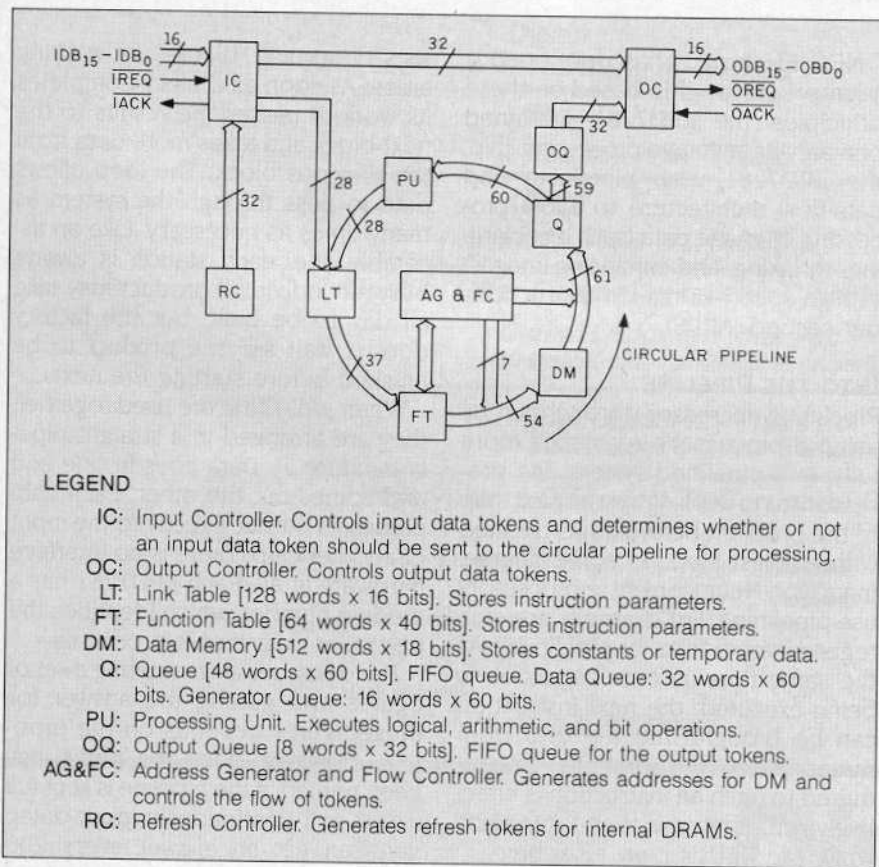 IDB15-IDB0
16
IREQ
IACK
IC
32
16
OC
ODB15-OBD0
OREQ
OACK
32
OQ
59
Q
60
PU
28
28
32
RC
LT
AG & FC
61
CIRCULAR PIPELINE
37
7
DM
54
FT
LEGEND
IC: Input Controller. Controls input data tokens and determines whether or not
an input data token should be sent to the circular pipeline for processing.
OC: Output Controller. Controls output data tokens.
LT: Link Table [128 words x 16 bits]. Stores instruction parameters.
FT: Function Table [64 words x 40 bits]. Stores instruction parameters.
DM: Data Memory [512 words x 18 bits]. Stores constants or temporary data.
Q: Queue [48 words x 60 bits]. FIFO queue. Data Queue: 32 words x 60
bits. Generator Queue: 16 words x 60 bits.
PU: Processing Unit. Executes logical, arithmetic, and bit operations.
OQ: Output Queue [8 words x 32 bits]. FIFO queue for the output tokens.
AG&FC: Address Generator and Flow Controller. Generates addresses for DM and
controls the flow of tokens.
RC: Refresh Controller. Generates refresh tokens for internal DRAMs.